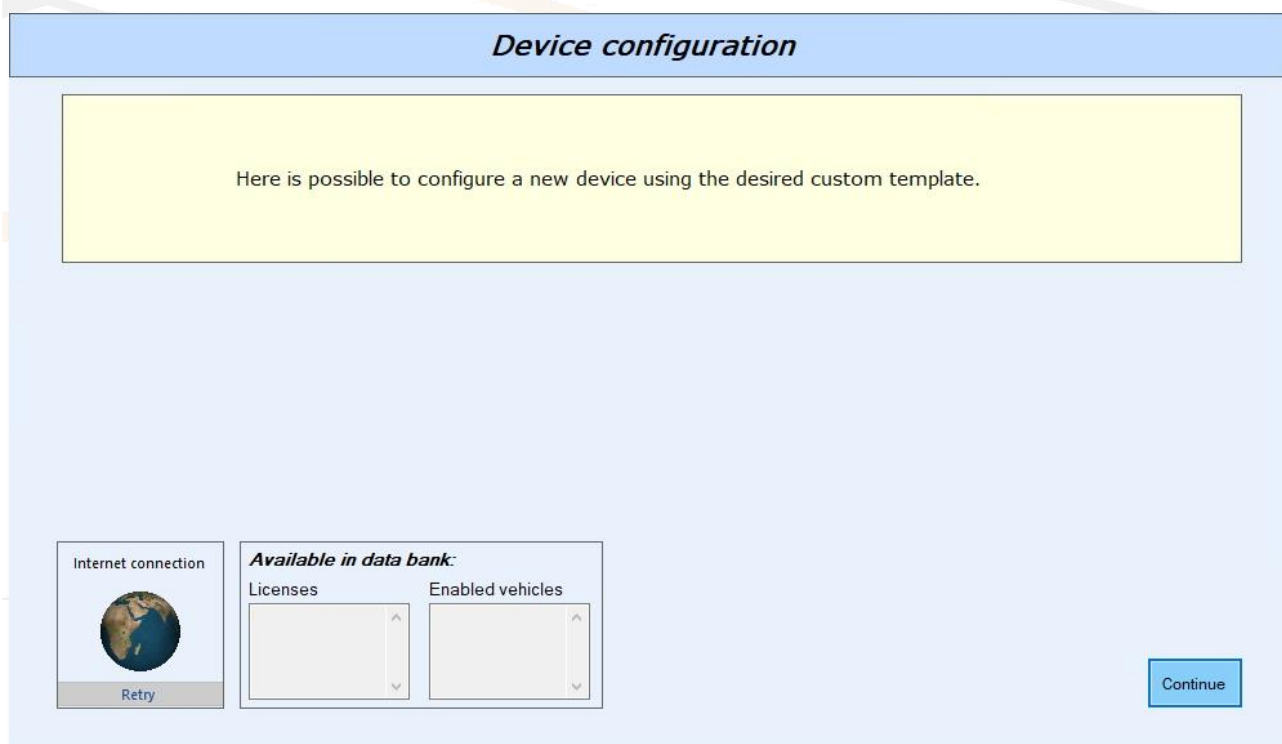 Device configuration
Here is possible to configure a new device using the desired custom template.
Internet connection
Retry
Available in data bank:
Licenses
Enabled vehicles
Continue